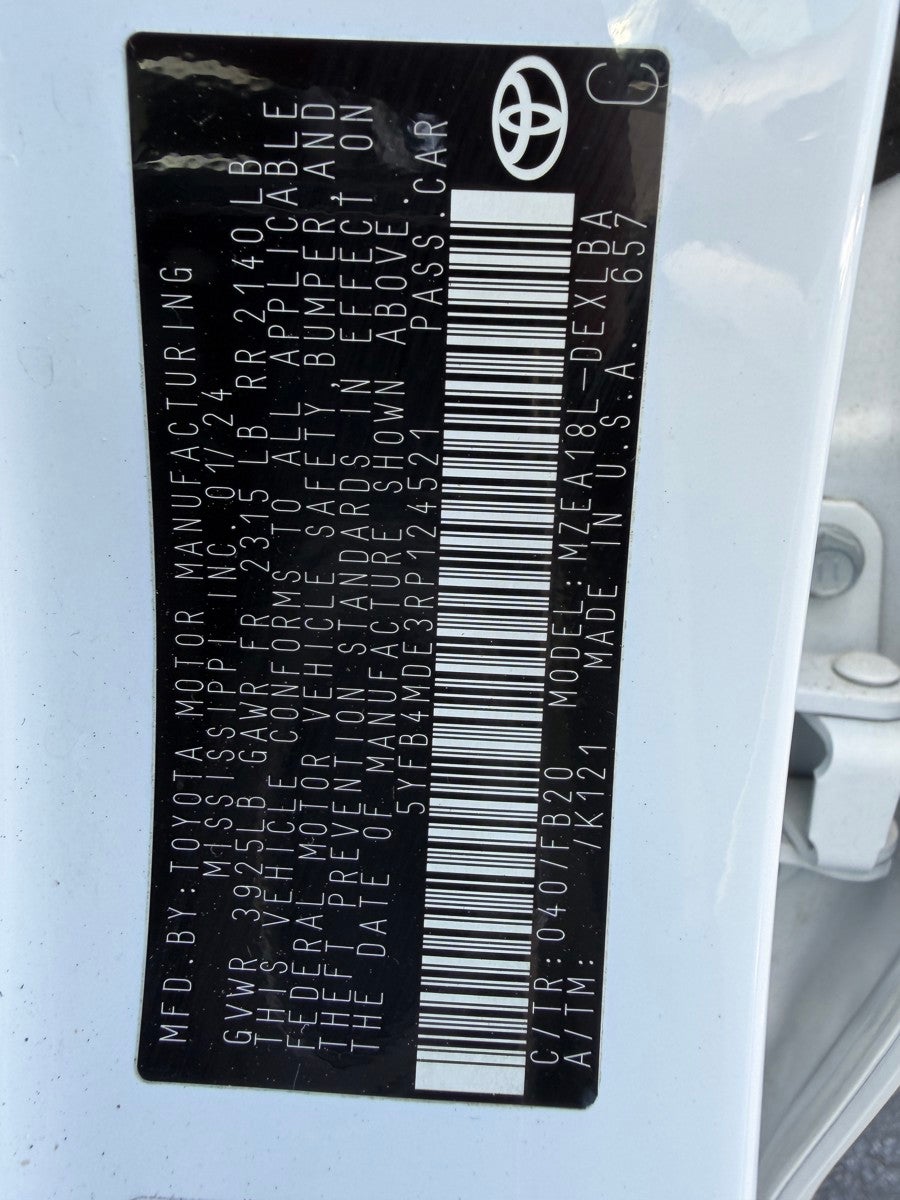 MFD.BY:TOYOTA MOTOR MANUFACTURING
MISSISSIPPI INC.01/24
GVWR 3925LB GAWR FR 2315 LB RR 2140LB
THIS VEHICLE CONFORMS TO ALL APPLICABLE
FEDERAL MOTOR VEHICLE SAFETY, BUMPER, AND
THEFT PREVENTION STANDARDS IN EFFECT ON
THE DATE OF MANUFACTURE SHOWN ABOVE.
5YFB4MDE3RP124521 PASS.CAR
C/TR:040/FB20 MODEL:MZEA18L-DEXLBA
A/TM: /K121 MADE IN U.S.A. 657
C